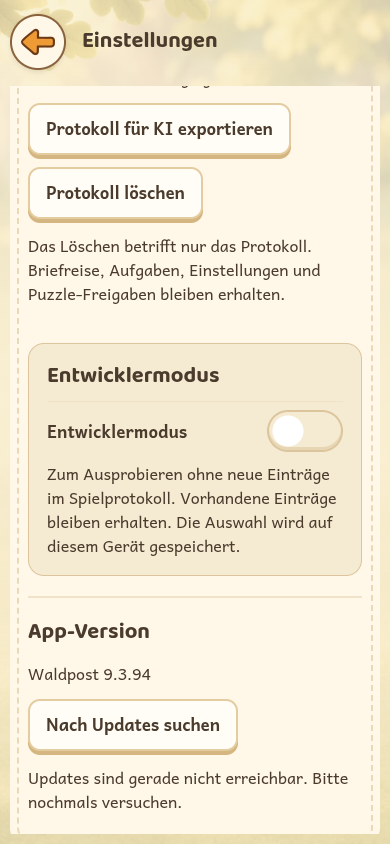 Einstellungen
Protokoll für KI exportieren
Protokoll löschen
Das Löschen betrifft nur das Protokoll.
Briefreise, Aufgaben, Einstellungen und
Puzzle-Freigaben bleiben erhalten.
Entwicklermodus
Entwicklermodus
Zum Ausprobieren ohne neue Einträge
im Spielprotokoll. Vorhandene Einträge
bleiben erhalten. Die Auswahl wird auf
diesem Gerät gespeichert.
App-Version
Waldpost 9.3.94
Nach Updates suchen
Updates sind gerade nicht erreichbar. Bitte
nochmals versuchen.